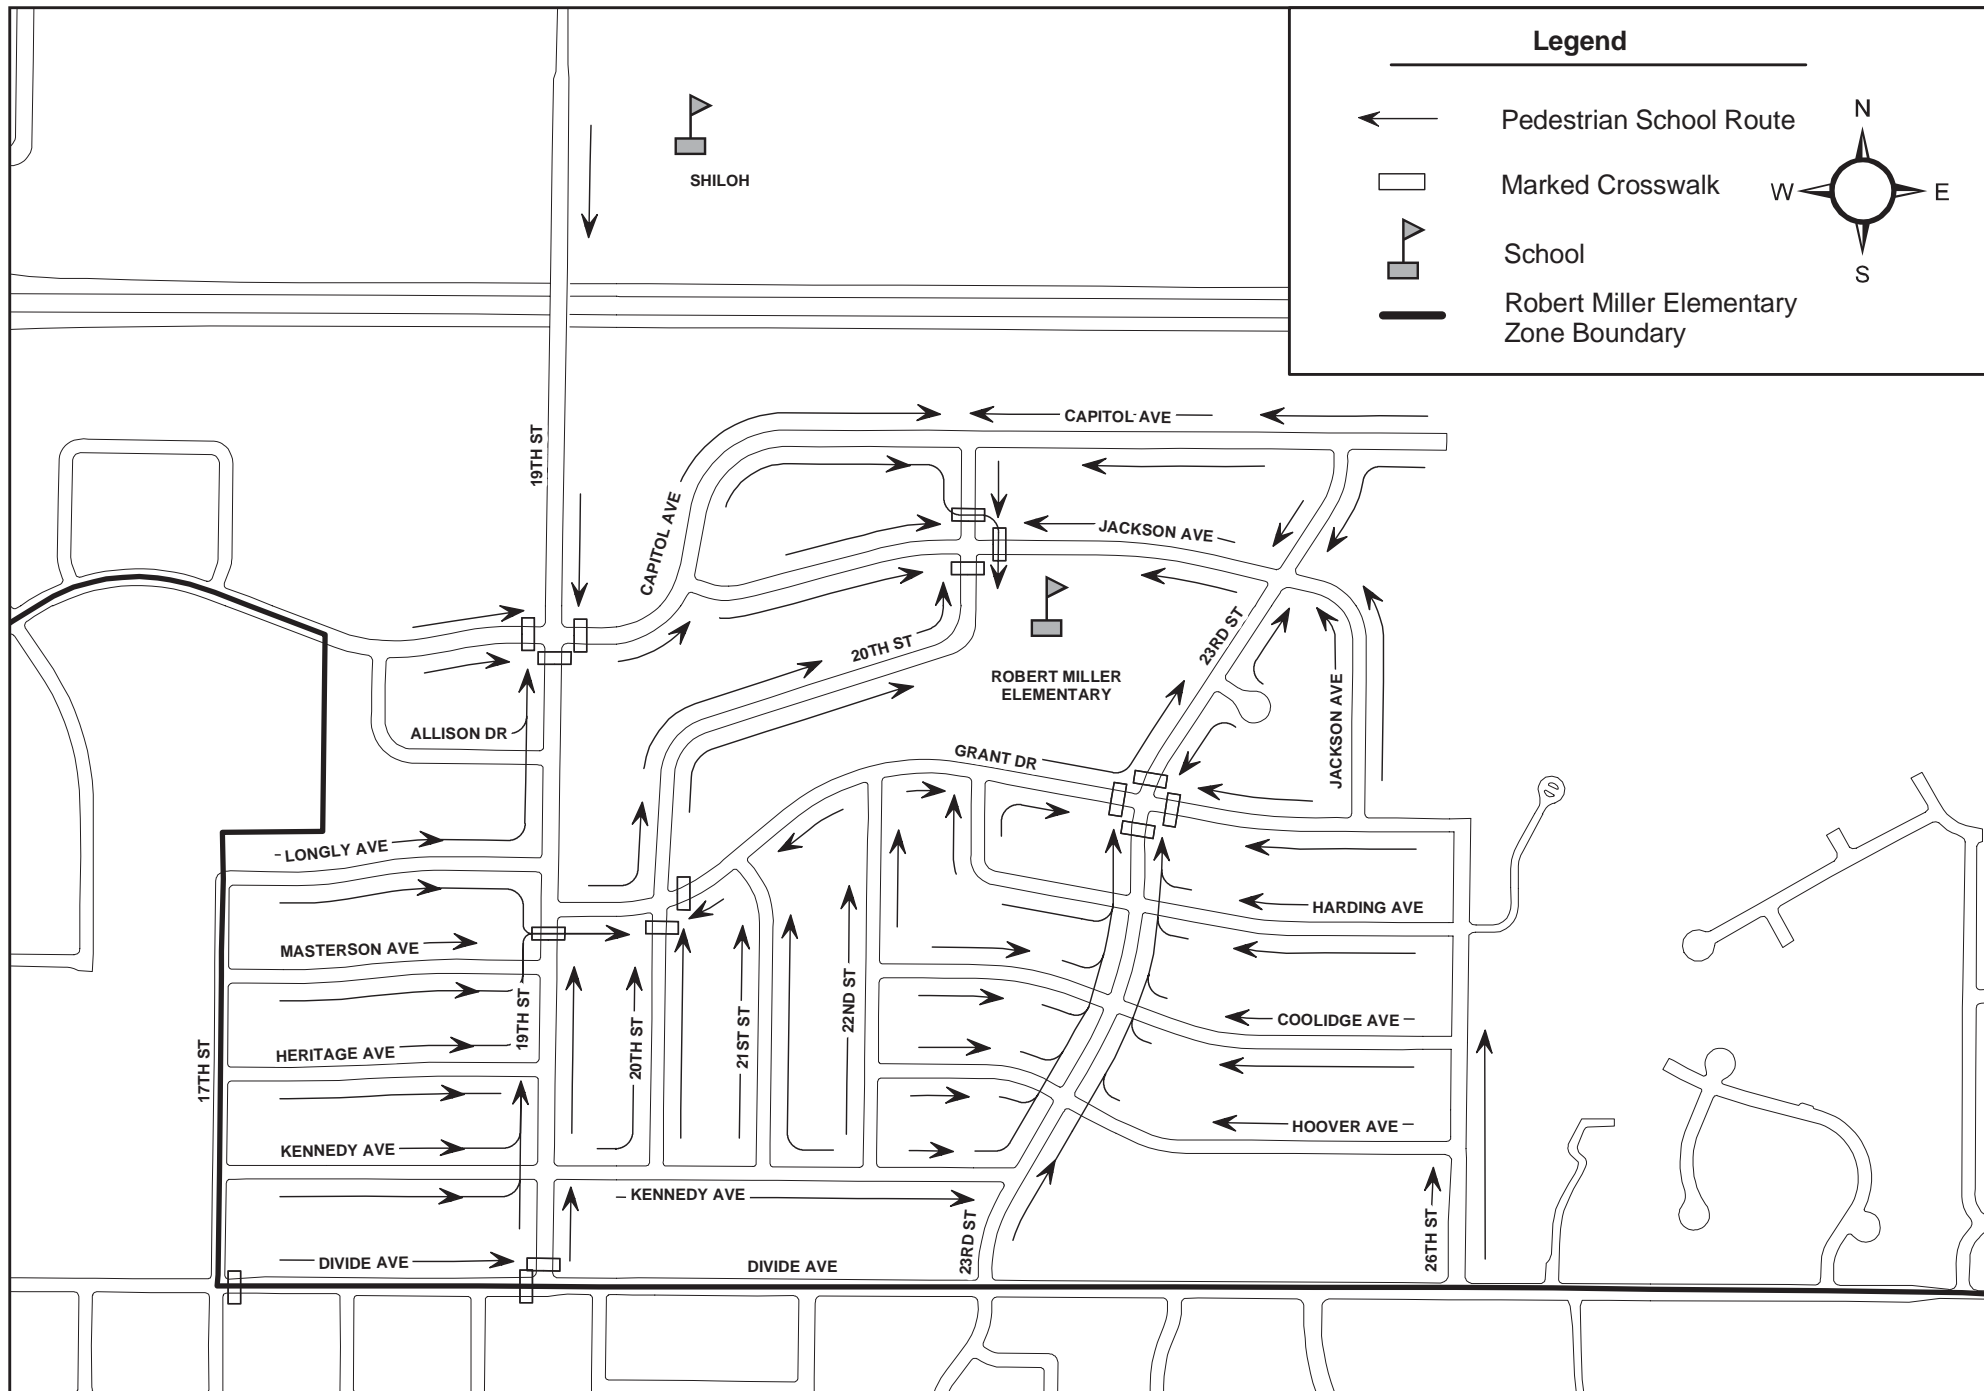 Legend
Pedestrian School Route
Marked Crosswalk
School
Robert Miller Elementary
Zone Boundary
N
W
E
S
SHILOH
CAPITOL AVE
19TH ST
CAPITOL AVE
JACKSON AVE
20TH ST
23RD ST
ROBERT MILLER
ELEMENTARY
ALLISON DR
GRANT DR
JACKSON AVE
LONGLY AVE
HARDING AVE
MASTERSON AVE
22ND ST
19TH ST
20TH ST
21ST ST
COOLIDGE AVE
HERITAGE AVE
17TH ST
HOOVER AVE
KENNEDY AVE
KENNEDY AVE
23RD ST
26TH ST
DIVIDE AVE
DIVIDE AVE